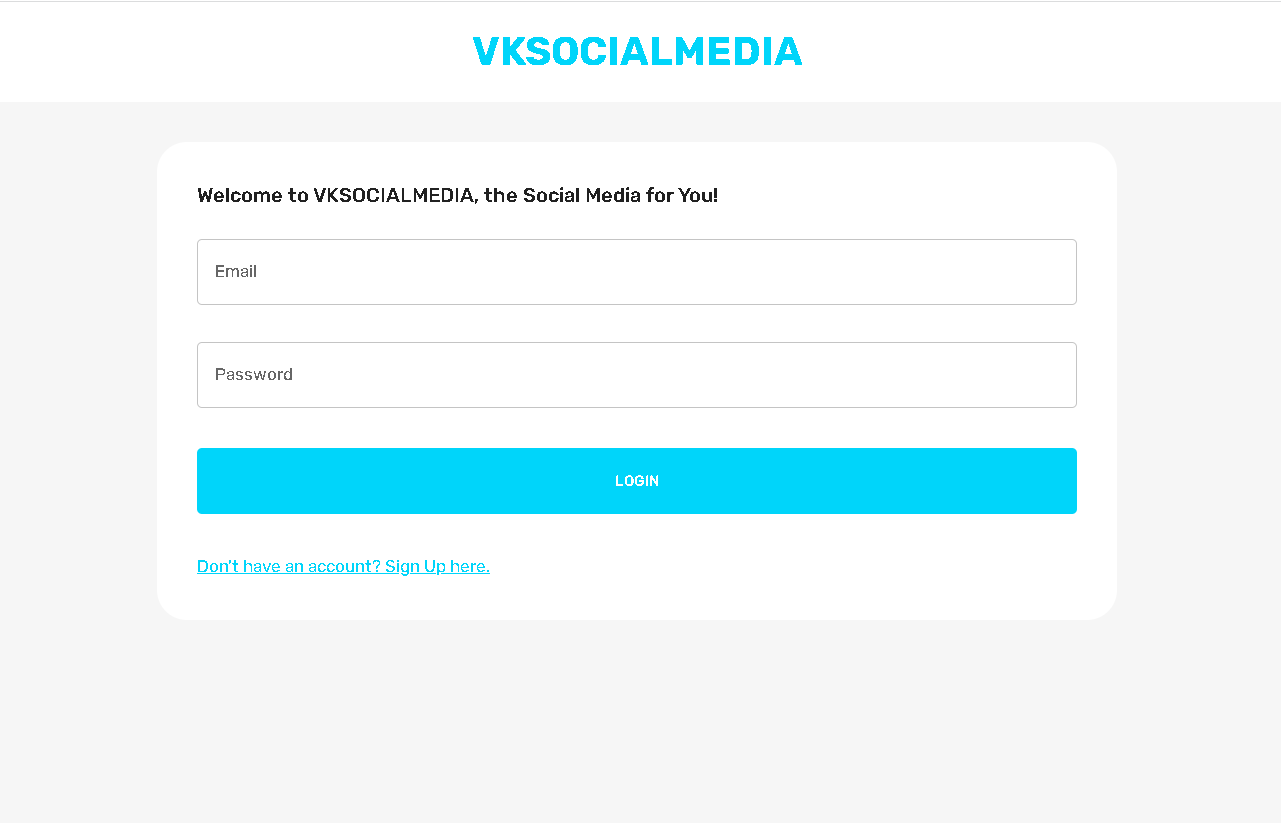 VKSOCIALMEDIA
Welcome to VKSOCIALMEDIA, the Social Media for You!
Email
Password
LOGIN
Don't have an account? Sign Up here.